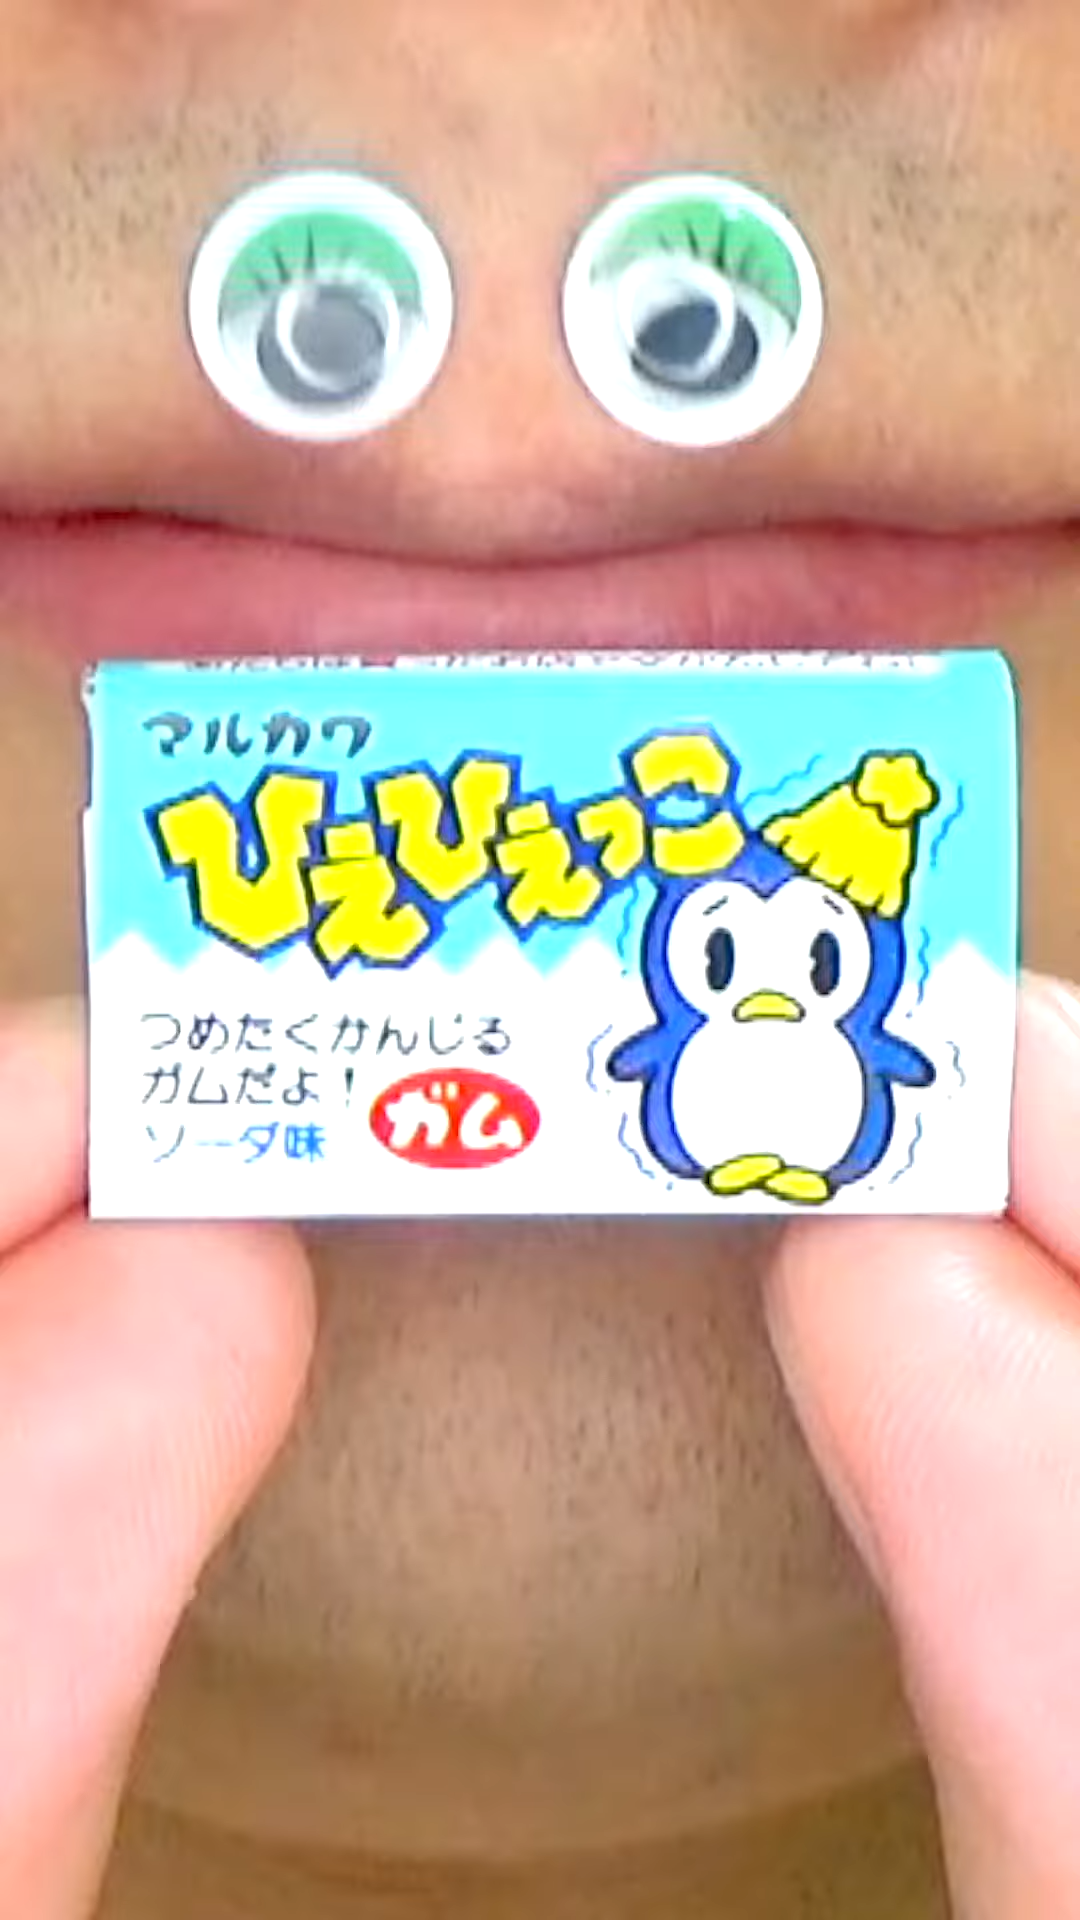 マルカワ
ひえひえっこ
つめたくかんじる
ガムだよ!
ソーダ味
ガム